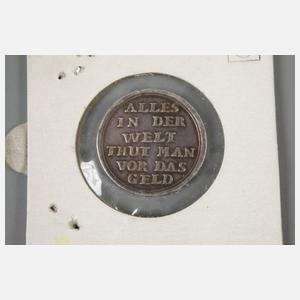 ALLES
IN DER
WELT
THUT MAN
VOR DAS
GELD